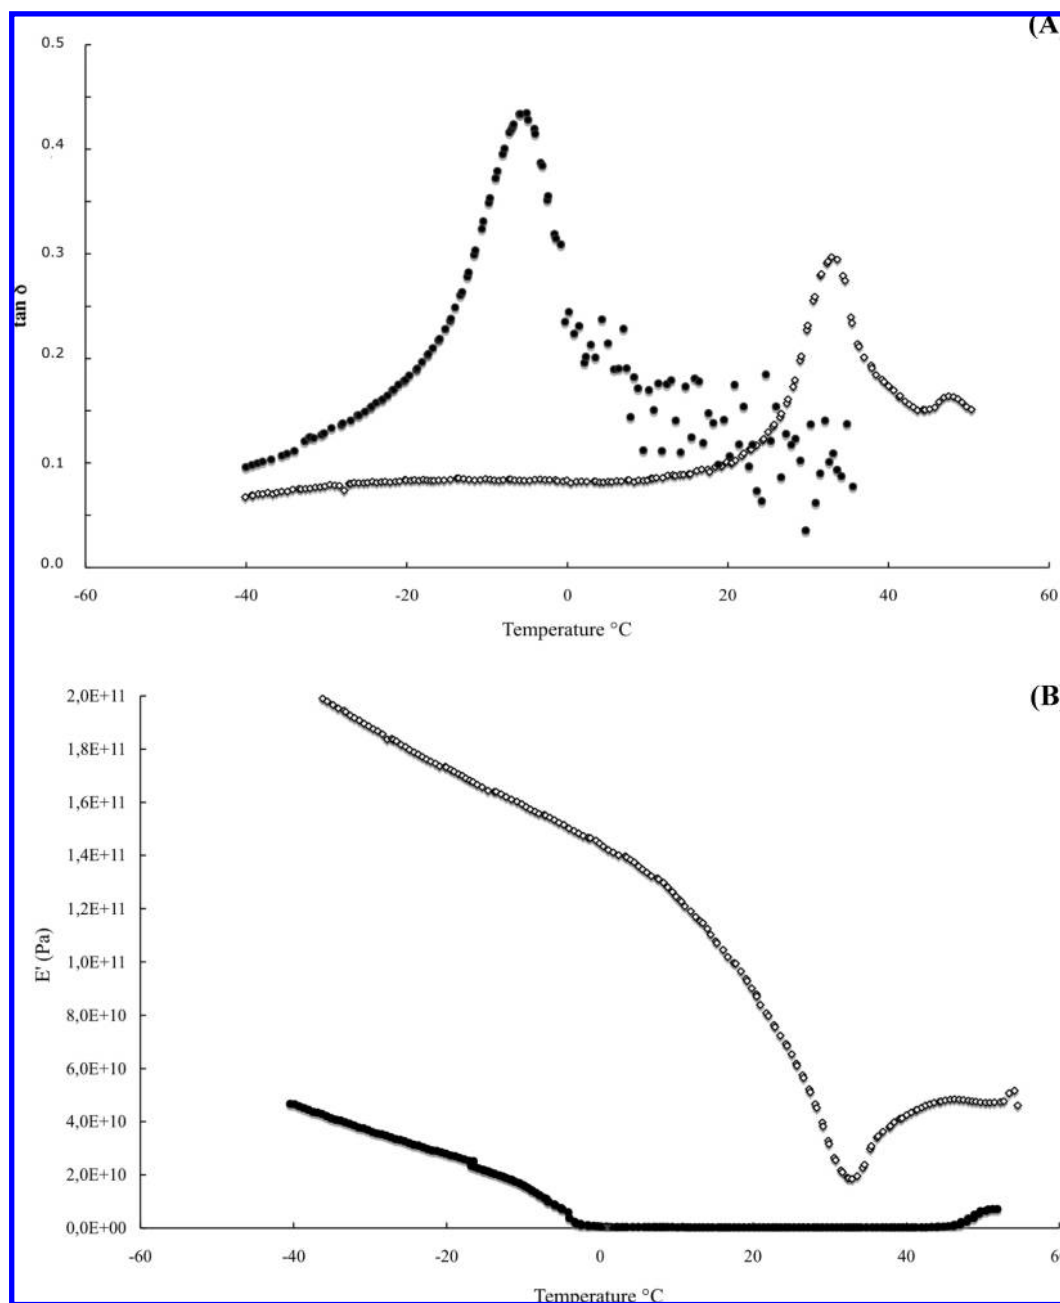 (A
0.5
0.4
0.3
tan δ
0.2
0.1
0.0
-60 -40 -20 0 20 40 60
Temperature °C
(B
2,0E+11
1,8E+11
1,6E+11
1,4E+11
1,2E+11
E' (Pa)
1,0E+11
8,0E+10
6,0E+10
4,0E+10
2,0E+10
0,0E+00
-60 -40 -20 0 20 40 6
Temperature °C